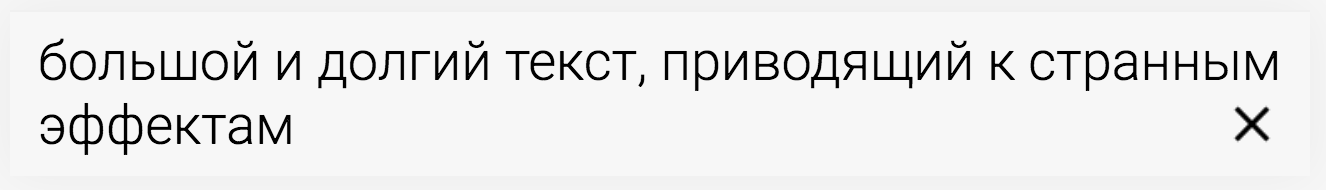 большой и долгий текст, приводящий к странным
эффектам